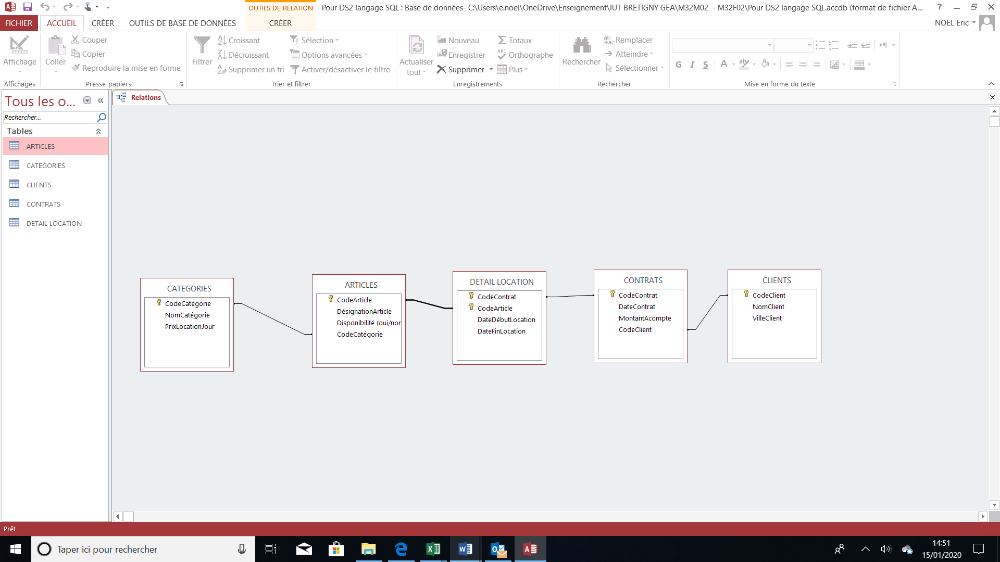 Pour DS2 langage SQL : Base de données- C:\Users\e.noel\OneDrive\Enseignement\IUT BRETIGNY GEA\M32M02 - M32F02\Pour DS2 langage SQL.accdb (format de fichier A...
OUTILS DE RELATION
FICHIER ACCUEIL CRÉER OUTILS DE BASE DE DONNÉES CRÉER NOEL Eric
Affichage
Coller
Couper
Copier
Reproduire la mise en forme
Filtrer
Croissant
Décroissant
Supprimer un tri
Sélection
Options avancées
Activer/désactiver le filtre
Actualiser
tout
Nouveau
Enregistrer
Supprimer
Totaux
Orthographe
Plus
Rechercher
Remplacer
Atteindre
Sélectionner
G I S A
Affichages Presse-papiers Trier et filtrer Enregistrements Rechercher Mise en forme du texte
Tous les o...
Rechercher...
Tables
ARTICLES
CATEGORIES
CLIENTS
CONTRATS
DETAIL LOCATION
Relations
CATEGORIES
CodeCatégorie
NomCatégorie
PrixLocationJour
ARTICLES
CodeArticle
DésignationArticle
Disponibilité (oui/nor
CodeCatégorie
DETAIL LOCATION
CodeContrat
CodeArticle
DateDébutLocation
DateFinLocation
CONTRATS
CodeContrat
DateContrat
MontantAcompte
CodeClient
CLIENTS
CodeClient
NomClient
VilleClient
Prêt
Taper ici pour rechercher
14:51
15/01/2020